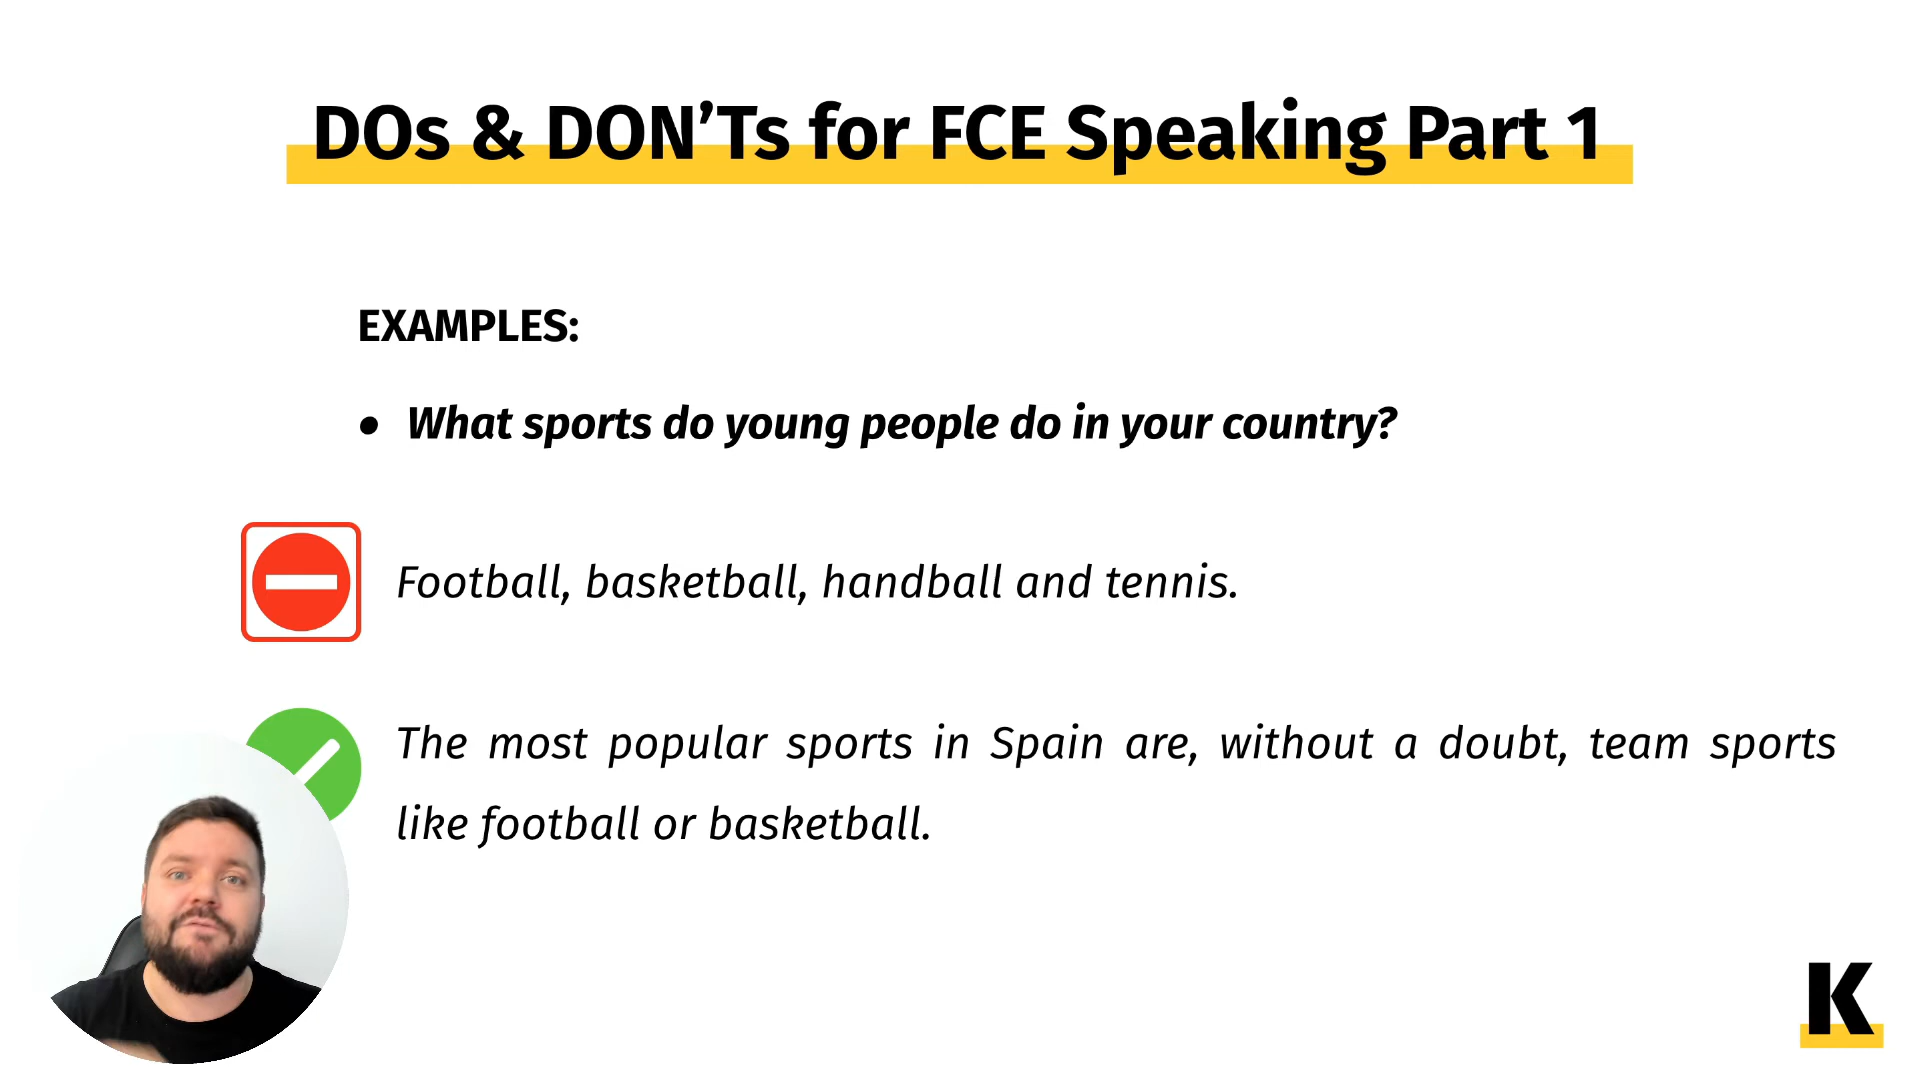 DOs & DON’Ts for FCE Speaking Part 1
EXAMPLES:
• What sports do young people do in your country?
Football, basketball, handball and tennis.
The most popular sports in Spain are, without a doubt, team sports
like football or basketball.
K